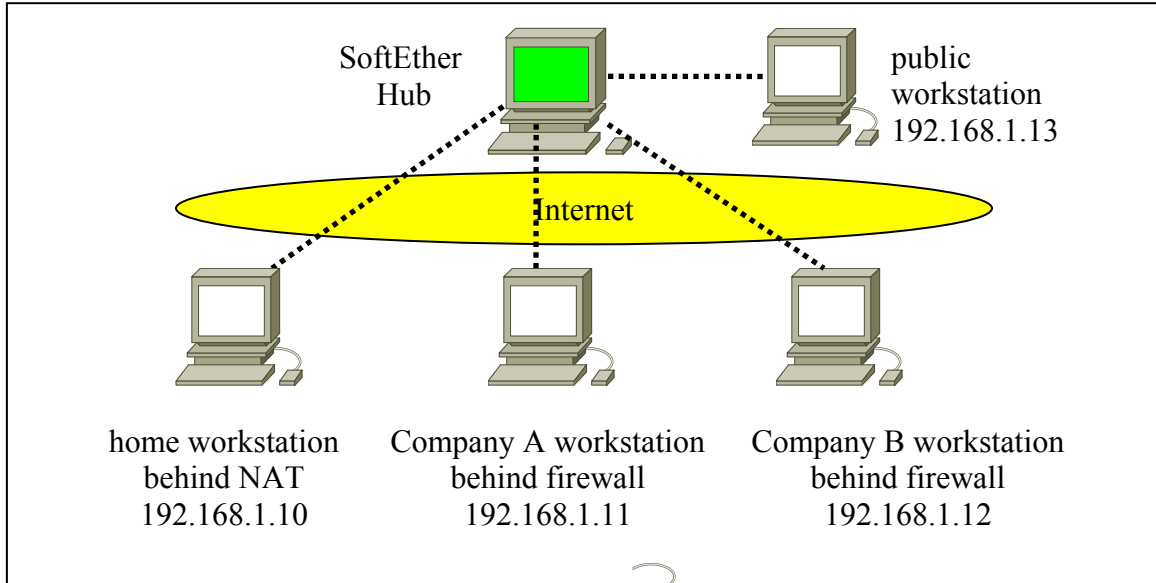 SoftEther
Hub
public
workstation
192.168.1.13
Internet
home workstation
behind NAT
192.168.1.10
Company A workstation
behind firewall
192.168.1.11
Company B workstation
behind firewall
192.168.1.12